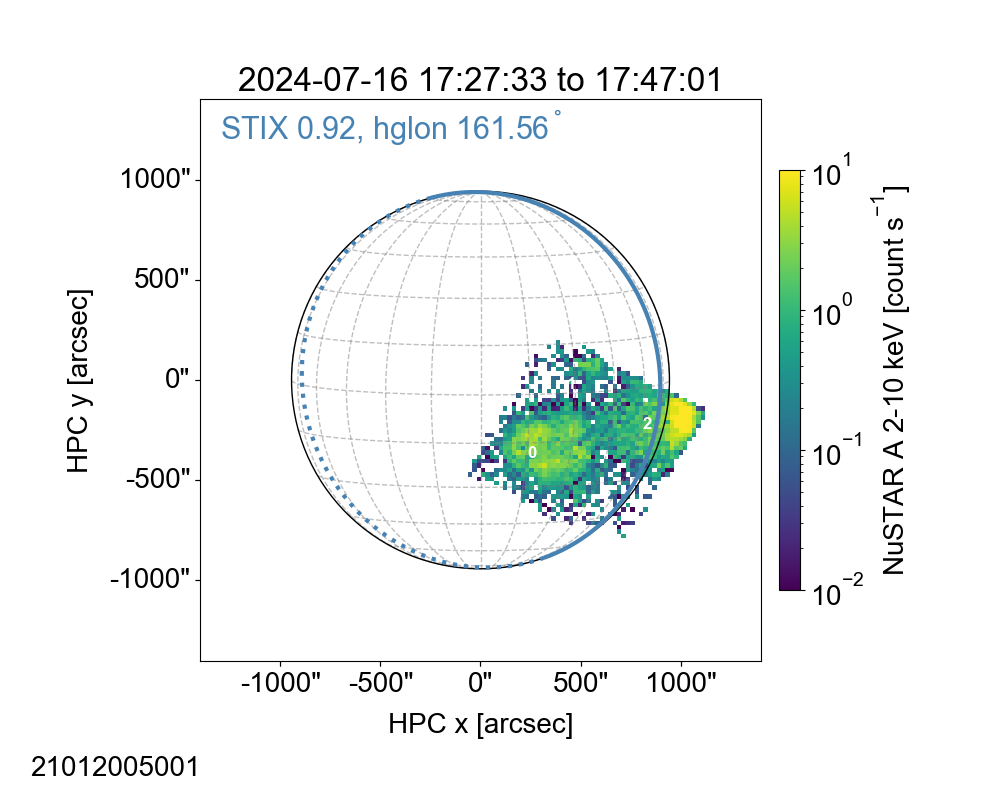 2024-07-16 17:27:33 to 17:47:01
STIX 0.92, hglon 161.56°
1000"
500"
0"
-500"
-1000"
HPC y [arcsec]
0
2
-1000" -500" 0" 500" 1000"
HPC x [arcsec]
10¹
10⁰
10⁻¹
10⁻²
NuSTAR A 2-10 keV [count s⁻¹]
21012005001